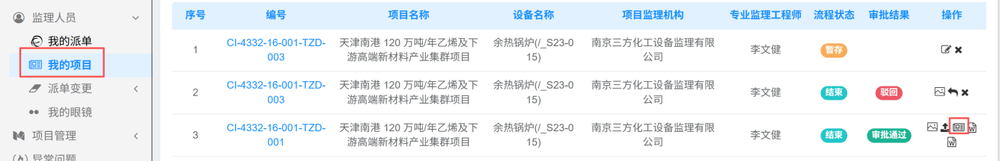 监理人员
我的派单
我的项目
派单变更
我的眼镜
项目管理
异常问题
序号 编号 项目名称 设备名称 项目监理机构 专业监理工程师 流程状态 审批结果 操作
1 CI-4332-16-001-TZD-003 天津南港 120 万吨/年乙烯及下游高端新材料产业集群项目 余热锅炉(/_S23-015) 南京三方化工设备监理有限公司 李文健 暂存
2 CI-4332-16-001-TZD-003 天津南港 120 万吨/年乙烯及下游高端新材料产业集群项目 余热锅炉(/_S23-015) 南京三方化工设备监理有限公司 李文健 结束 驳回
3 CI-4332-16-001-TZD-001 天津南港 120 万吨/年乙烯及下游高端新材料产业集群项目 余热锅炉(/_S23-015) 南京三方化工设备监理有限公司 李文健 结束 审批通过